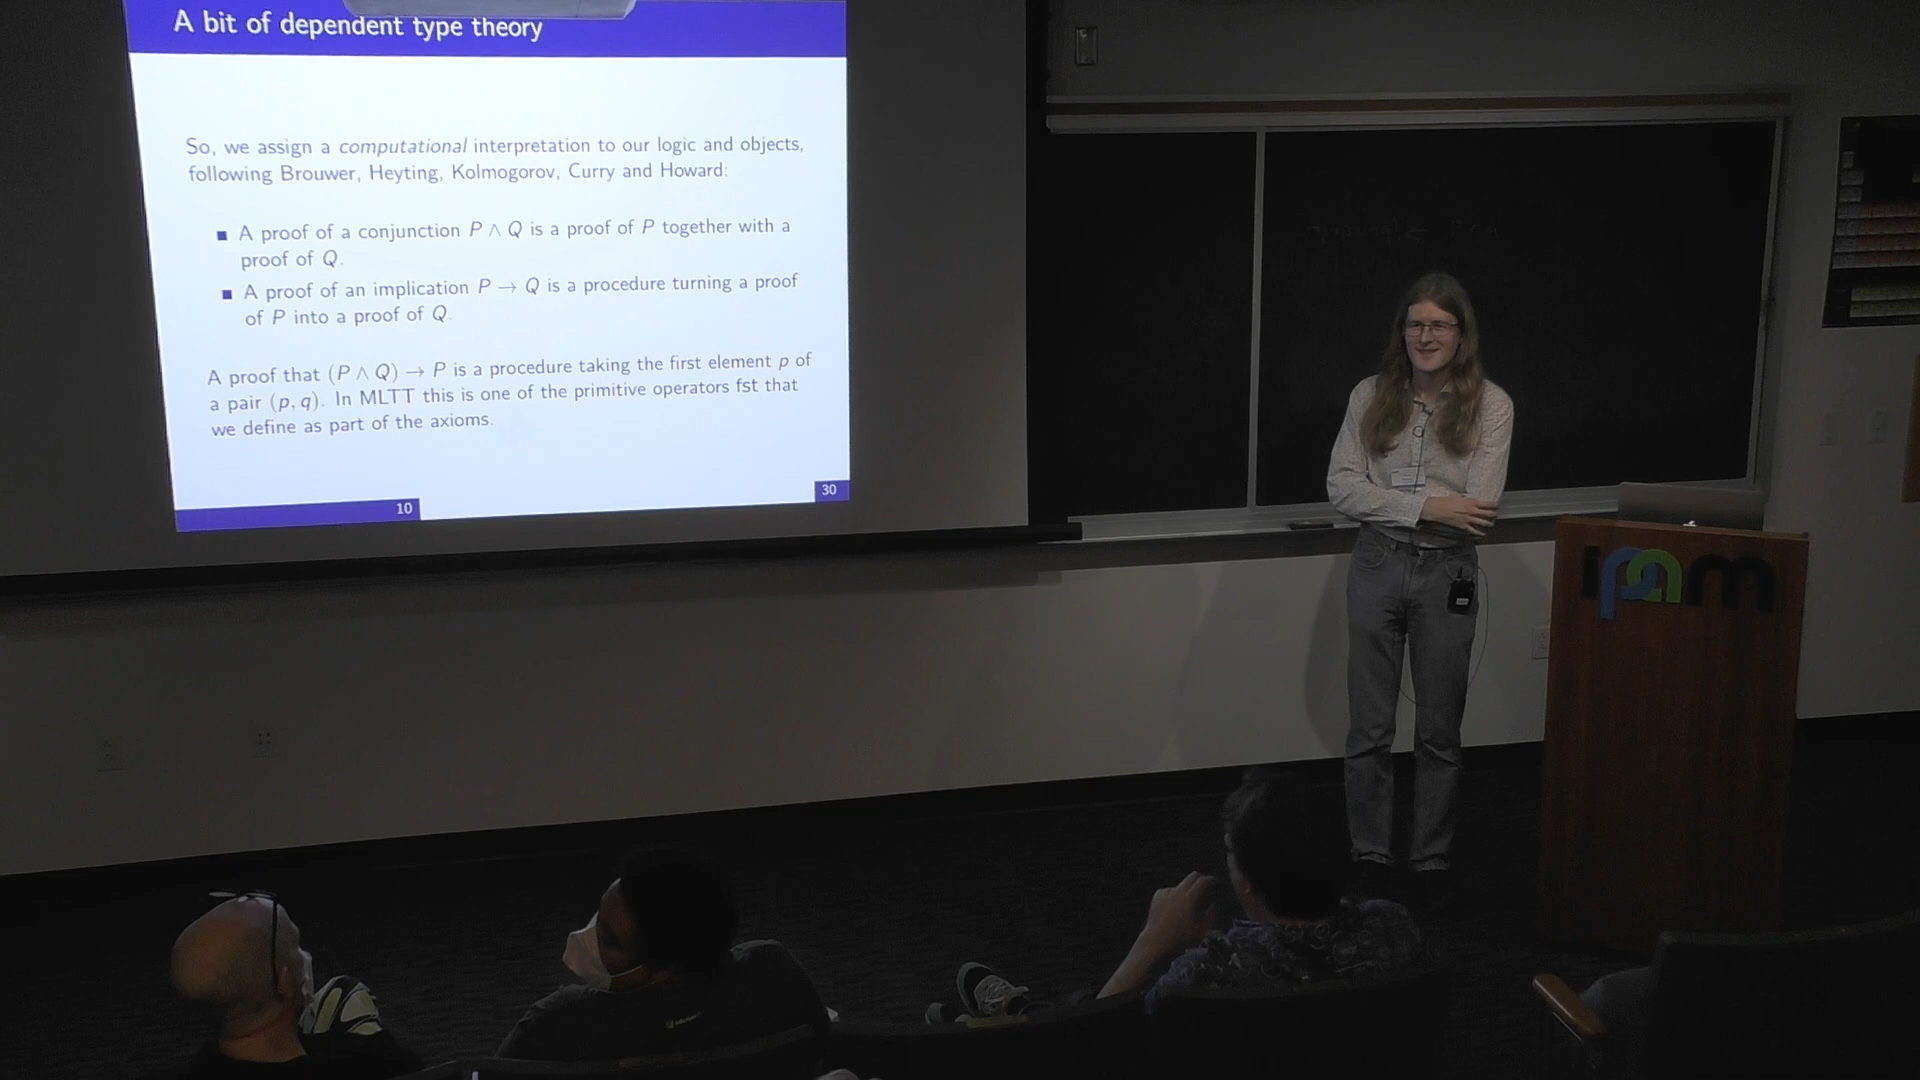 A bit of dependent type theory
So, we assign a computational interpretation to our logic and objects,
following Brouwer, Heyting, Kolmogorov, Curry and Howard:
■ A proof of a conjunction P ∧ Q is a proof of P together with a
proof of Q.
■ A proof of an implication P → Q is a procedure turning a proof
of P into a proof of Q.
A proof that (P ∧ Q) → P is a procedure taking the first element p of
a pair (p, q). In MLTT this is one of the primitive operators fst that
we define as part of the axioms.
10
30
ipam